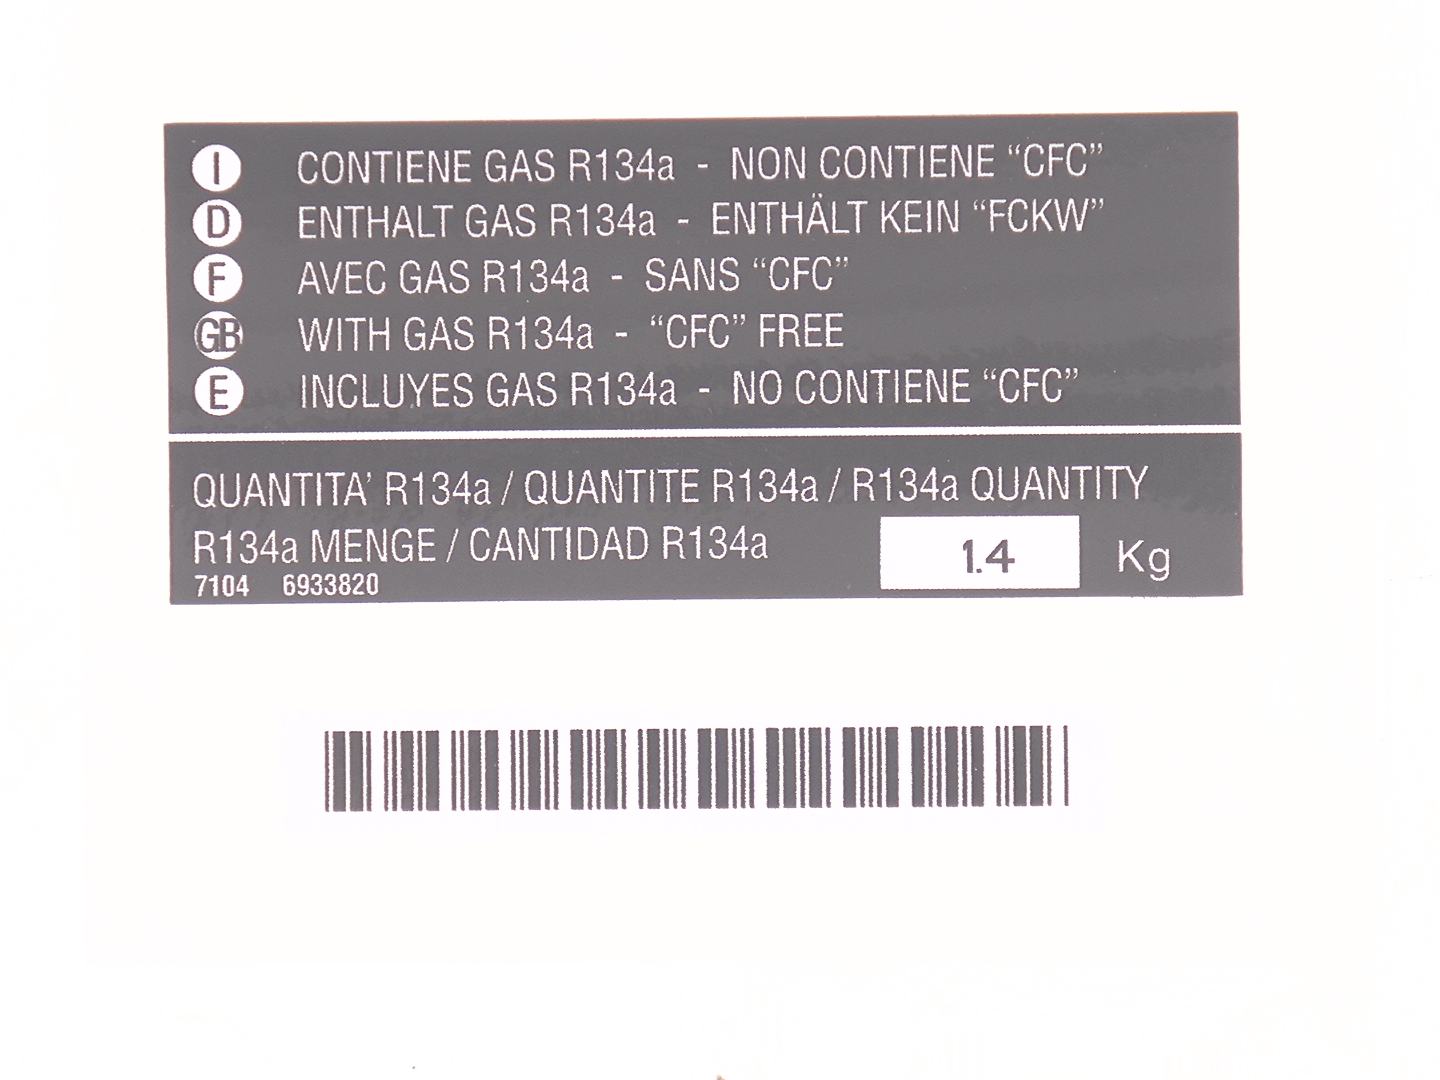 I CONTIENE GAS R134a - NON CONTIENE “CFC”
D ENTHALT GAS R134a - ENTHÄLT KEIN “FCKW”
F AVEC GAS R134a - SANS “CFC”
GB WITH GAS R134a - “CFC” FREE
E INCLUYES GAS R134a - NO CONTIENE “CFC”
QUANTITA' R134a / QUANTITE R134a / R134a QUANTITY
R134a MENGE / CANTIDAD R134a 1.4 Kg
7104 6933820